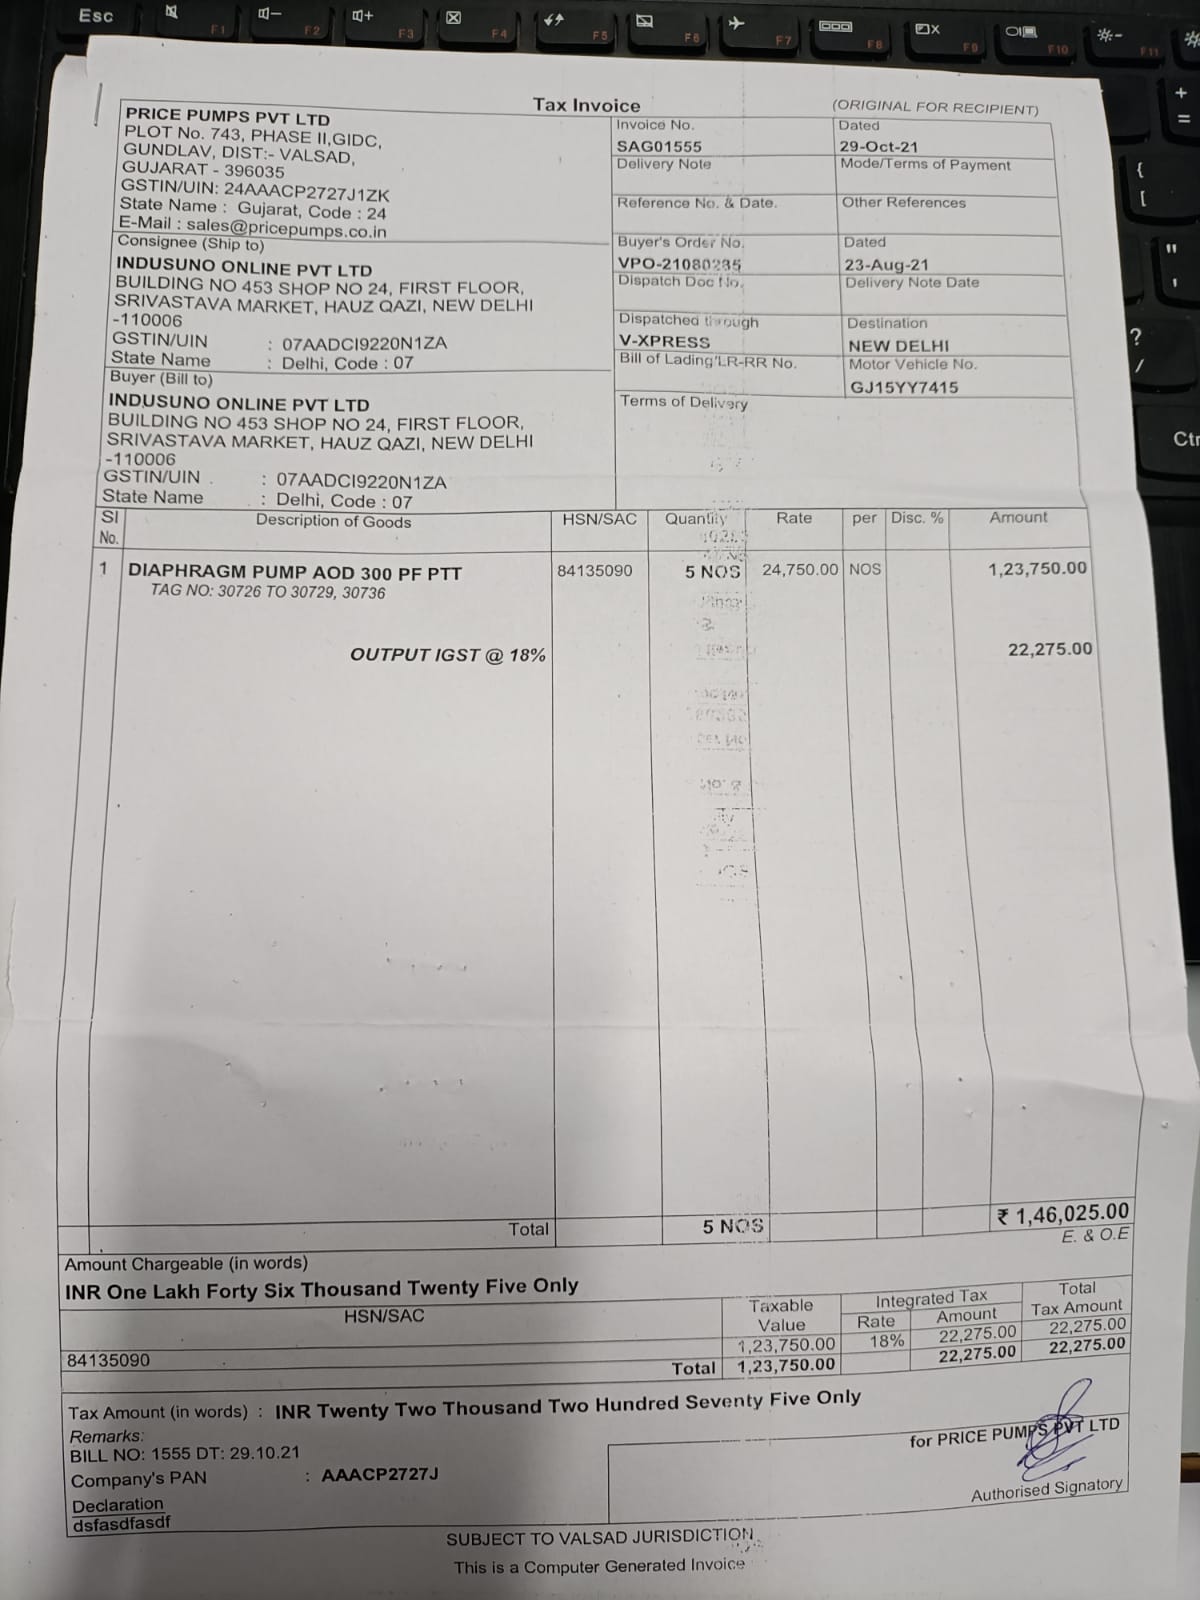 Esc
F1
F2
F3
F4
F5
F6
F7
F8
F9
F10
F11
Tax Invoice
(ORIGINAL FOR RECIPIENT)
PRICE PUMPS PVT LTD
PLOT No. 743, PHASE II,GIDC,
GUNDLAV, DIST:- VALSAD,
GUJARAT - 396035
GSTIN/UIN: 24AAACP2727J1ZK
State Name : Gujarat, Code : 24
E-Mail : sales@pricepumps.co.in
Invoice No.
SAG01555
Dated
29-Oct-21
Delivery Note
Mode/Terms of Payment
Reference No. & Date.
Other References
Buyer's Order No.
VPO-21080235
Dated
23-Aug-21
Dispatch Doc No.
Delivery Note Date
Dispatched through
V-XPRESS
Destination
NEW DELHI
Bill of Lading/LR-RR No.
Motor Vehicle No.
GJ15YY7415
Terms of Delivery
Consignee (Ship to)
INDUSUNO ONLINE PVT LTD
BUILDING NO 453 SHOP NO 24, FIRST FLOOR,
SRIVASTAVA MARKET, HAUZ QAZI, NEW DELHI
-110006
GSTIN/UIN : 07AADCI9220N1ZA
State Name : Delhi, Code : 07
Buyer (Bill to)
INDUSUNO ONLINE PVT LTD
BUILDING NO 453 SHOP NO 24, FIRST FLOOR,
SRIVASTAVA MARKET, HAUZ QAZI, NEW DELHI
-110006
GSTIN/UIN : 07AADCI9220N1ZA
State Name : Delhi, Code : 07
Sl No. Description of Goods HSN/SAC Quantity Rate per Disc. % Amount
1 DIAPHRAGM PUMP AOD 300 PF PTT 84135090 5 NOS 24,750.00 NOS 1,23,750.00
TAG NO: 30726 TO 30729, 30736
OUTPUT IGST @ 18% 22,275.00
Total 5 NOS ₹ 1,46,025.00
E. & O.E
Amount Chargeable (in words)
INR One Lakh Forty Six Thousand Twenty Five Only
HSN/SAC Taxable Value Integrated Tax Rate Amount Total Tax Amount
84135090 1,23,750.00 18% 22,275.00 22,275.00
Total 1,23,750.00 22,275.00 22,275.00
Tax Amount (in words) : INR Twenty Two Thousand Two Hundred Seventy Five Only
Remarks:
BILL NO: 1555 DT: 29.10.21
Company's PAN : AAACP2727J
Declaration
dsfasdfasdf
for PRICE PUMPS PVT LTD
Authorised Signatory
SUBJECT TO VALSAD JURISDICTION
This is a Computer Generated Invoice